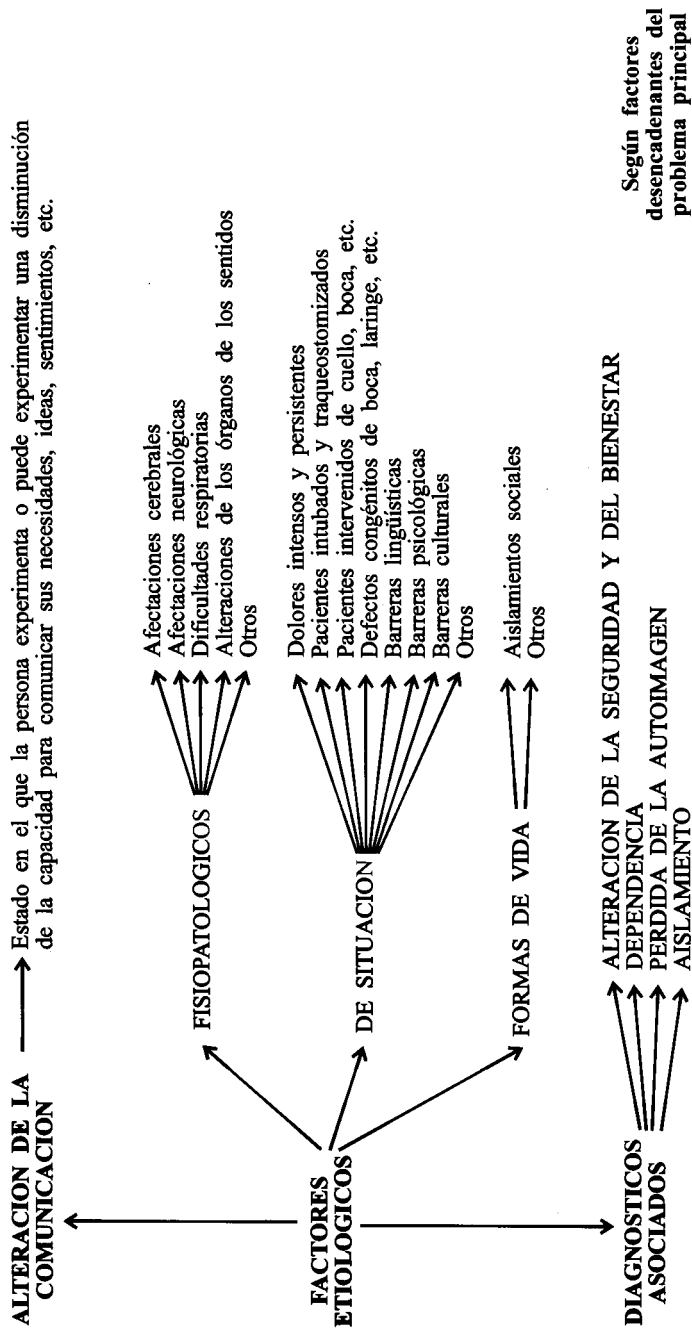 ALTERACION DE LA
COMUNICACION
Estado en el que la persona experimenta o puede experimentar una disminución
de la capacidad para comunicar sus necesidades, ideas, sentimientos, etc.
FACTORES
ETIOLOGICOS
FISIOPATOLOGICOS
Afectaciones cerebrales
Afectaciones neurológicas
Dificultades respiratorias
Alteraciones de los órganos de los sentidos
Otros
DE SITUACION
Dolores intensos y persistentes
Pacientes intubados y traqueostomizados
Pacientes intervenidos de cuello, boca, etc.
Defectos congénitos de boca, laringe, etc.
Barreras lingüísticas
Barreras psicológicas
Barreras culturales
Otros
FORMAS DE VIDA
Aislamientos sociales
Otros
DIAGNOSTICOS
ASOCIADOS
ALTERACION DE LA SEGURIDAD Y DEL BIENESTAR
DEPENDENCIA
PERDIDA DE LA AUTOIMAGEN
AISLAMIENTO
Según factores
desencadenantes del
problema principal